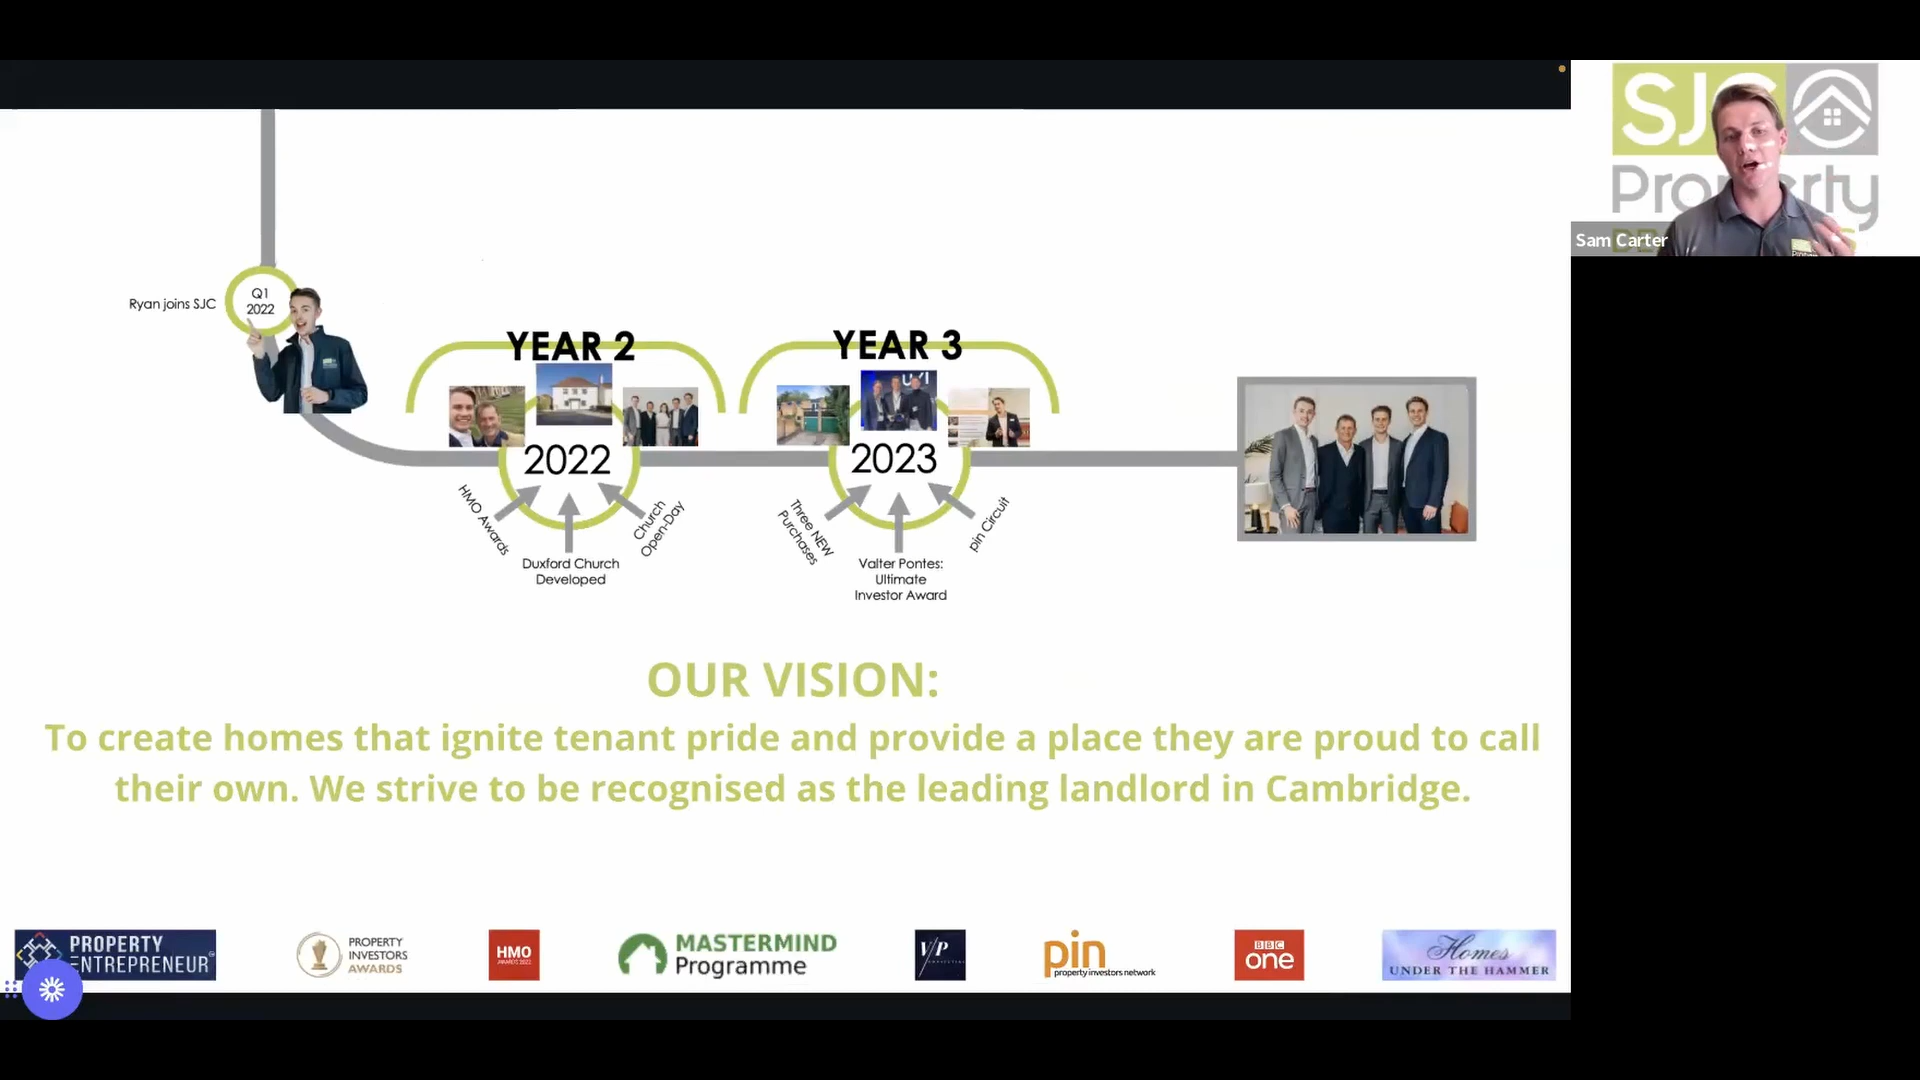 SJC
Property
Sam Carter
Ryan joins SJC
Q1
2022
YEAR 2
2022
HMO Awards
Duxford Church
Developed
Church
Open-Day
YEAR 3
2023
Three NEW
Purchases
Valter Pontes:
Ultimate
Investor Award
pin Circuit
OUR VISION:
To create homes that ignite tenant pride and provide a place they are proud to call
their own. We strive to be recognised as the leading landlord in Cambridge.
PROPERTY
ENTREPRENEUR
PROPERTY
INVESTORS
AWARDS
HMO
MASTERMIND
Programme
V/P
pin
property investors network
BBC
one
Homes
UNDER THE HAMMER